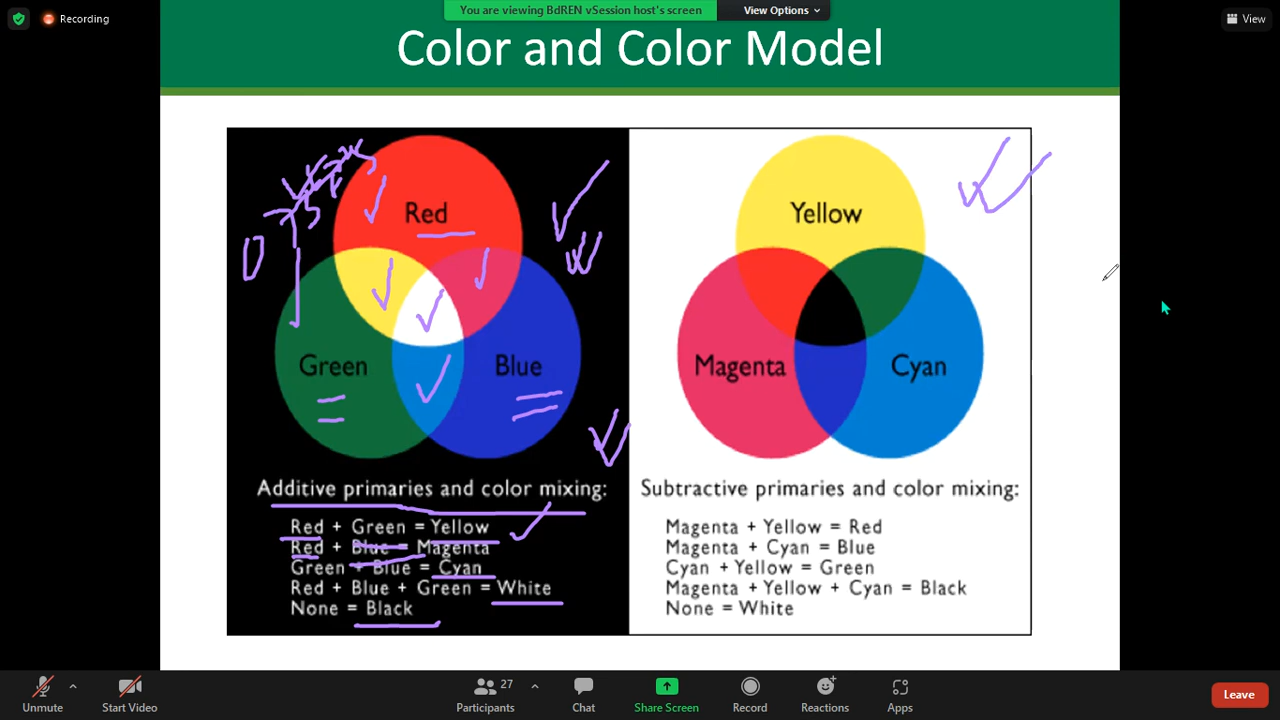 You are viewing BdREN vSession host's screen
View Options
Recording
View
Color and Color Model
Red
Green
Blue
Yellow
Magenta
Cyan
Additive primaries and color mixing:
Red + Green = Yellow
Red + Blue = Magenta
Green + Blue = Cyan
Red + Blue + Green = White
None = Black
Subtractive primaries and color mixing:
Magenta + Yellow = Red
Magenta + Cyan = Blue
Cyan + Yellow = Green
Magenta + Yellow + Cyan = Black
None = White
Unmute
Start Video
27
Participants
Chat
Share Screen
Record
Reactions
Apps
Leave